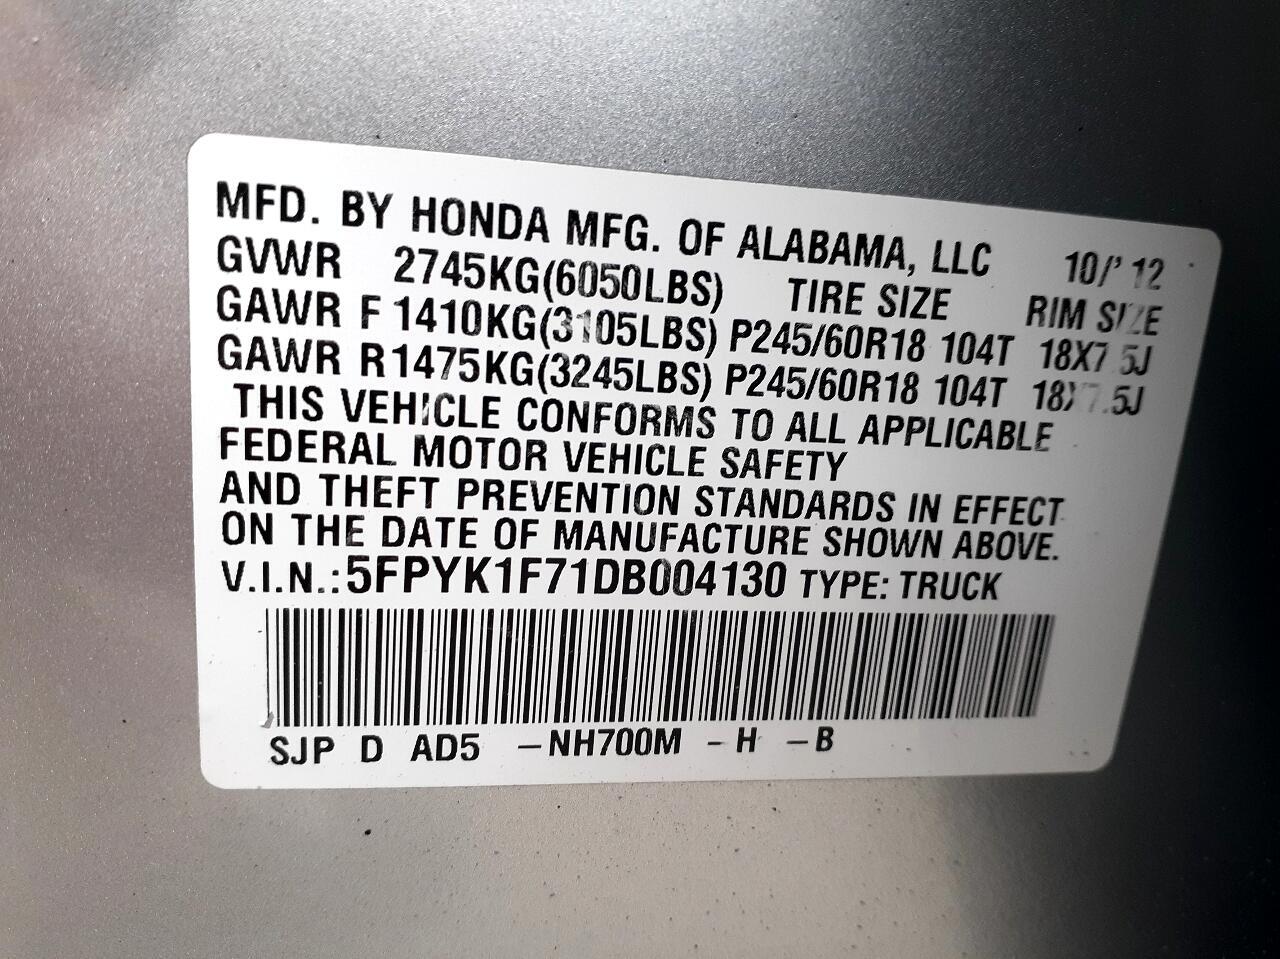 MFD. BY HONDA MFG. OF ALABAMA, LLC 10/'12
GVWR 2745KG(6050LBS) TIRE SIZE RIM SIZE
GAWR F 1410KG(3105LBS) P245/60R18 104T 18X7.5J
GAWR R1475KG(3245LBS) P245/60R18 104T 18X7.5J
THIS VEHICLE CONFORMS TO ALL APPLICABLE
FEDERAL MOTOR VEHICLE SAFETY
AND THEFT PREVENTION STANDARDS IN EFFECT
ON THE DATE OF MANUFACTURE SHOWN ABOVE.
V.I.N.:5FPYK1F71DB004130 TYPE: TRUCK
SJP D AD5 -NH700M -H -B